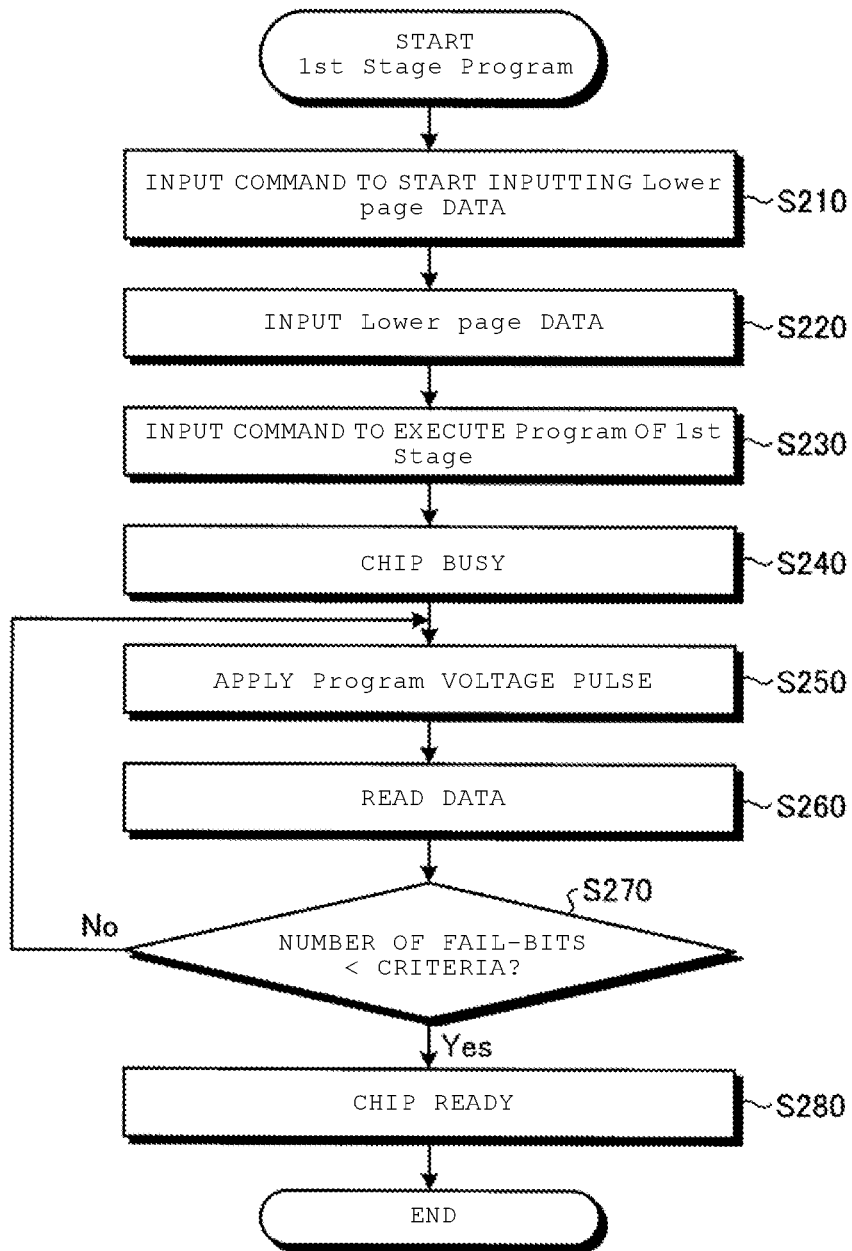 START
1st Stage Program
INPUT COMMAND TO START INPUTTING Lower
page DATA
S210
INPUT Lower page DATA
S220
INPUT COMMAND TO EXECUTE Program OF 1st
Stage
S230
CHIP BUSY
S240
APPLY Program VOLTAGE PULSE
S250
READ DATA
S260
S270
No
NUMBER OF FAIL-BITS
< CRITERIA?
Yes
CHIP READY
S280
END